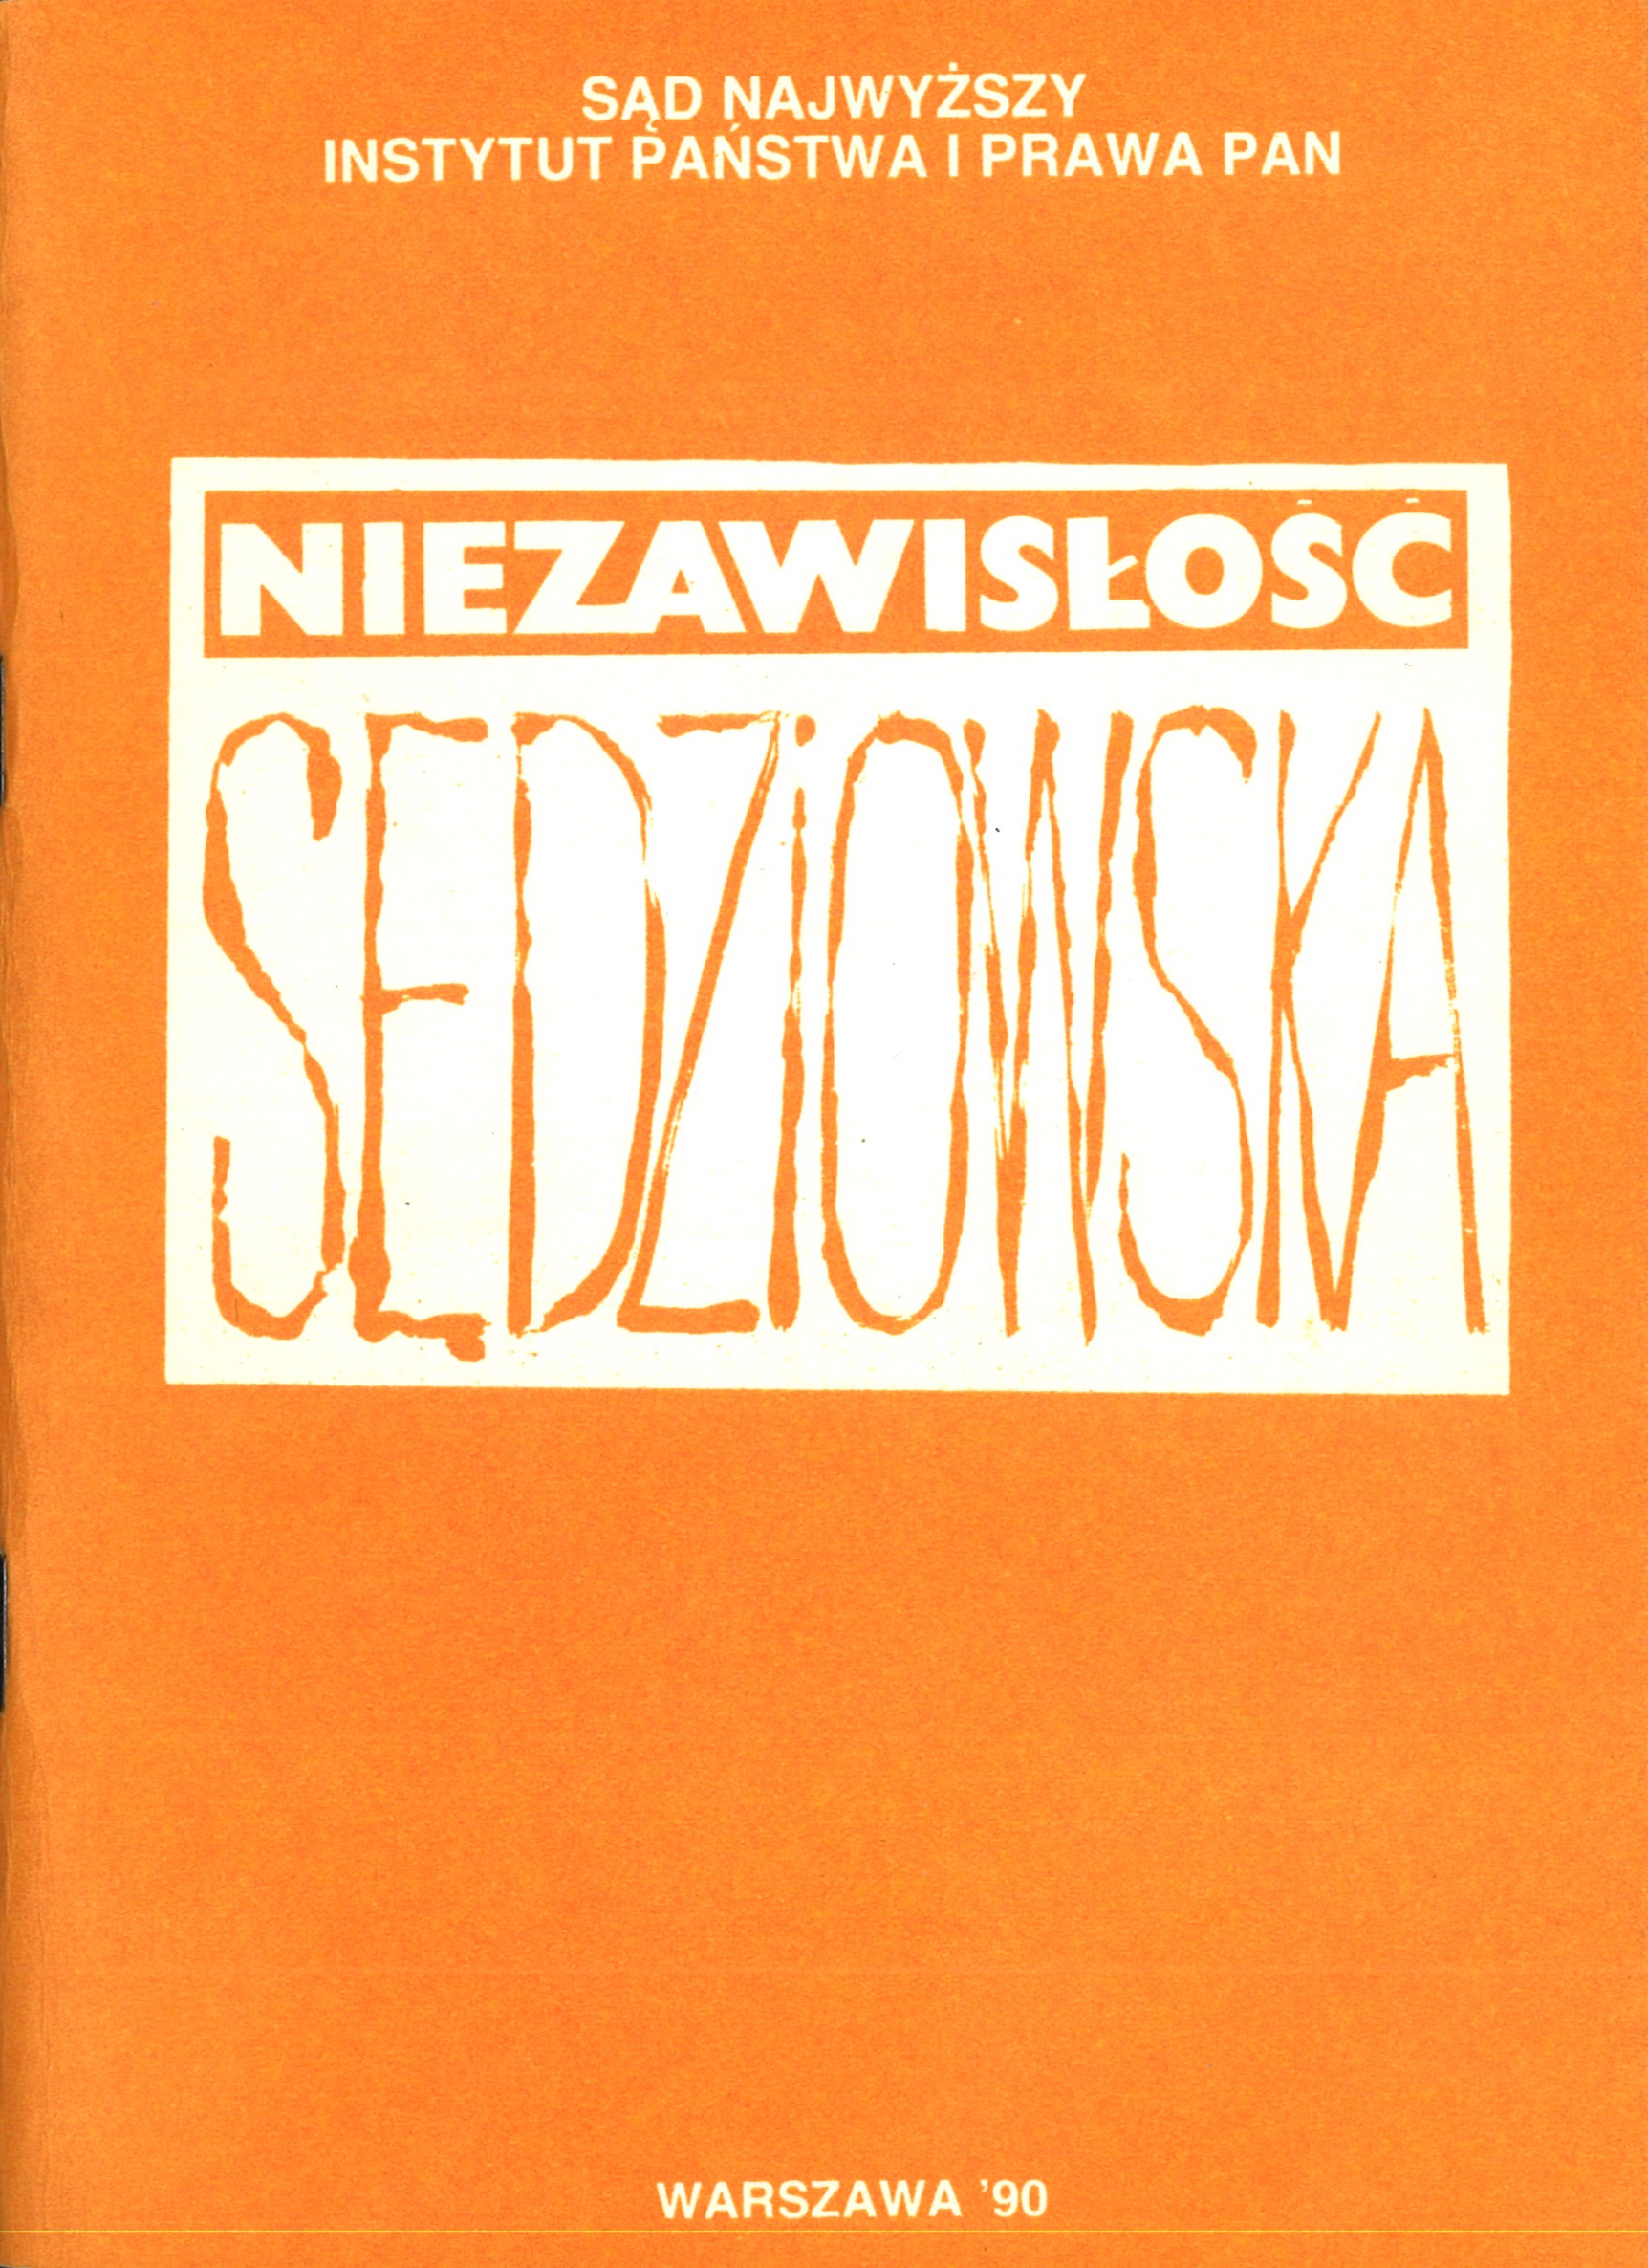 SĄD NAJWYŻSZY
INSTYTUT PAŃSTWA I PRAWA PAN
NIEZAWISŁOŚĆ
SĘDZIOWSKA
WARSZAWA '90